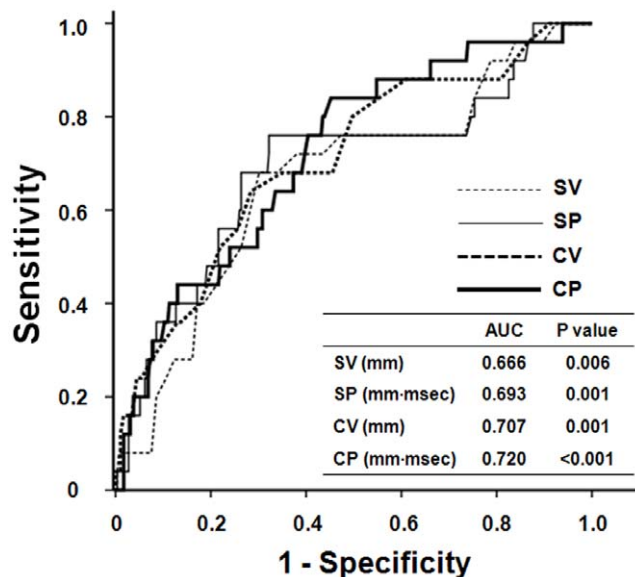 1.0
0.8
0.6
0.4
0.2
0
Sensitivity
SV
SP
CV
CP
AUC P value
SV (mm) 0.666 0.006
SP (mm·msec) 0.693 0.001
CV (mm) 0.707 0.001
CP (mm·msec) 0.720 <0.001
0 0.2 0.4 0.6 0.8 1.0
1 - Specificity